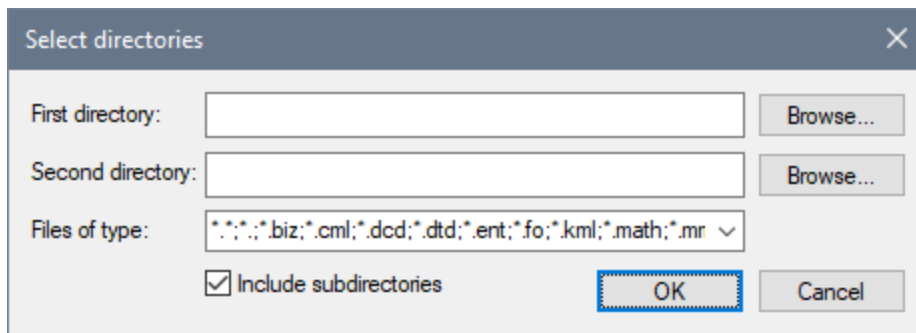 Select directories
First directory:
Browse...
Second directory:
Browse...
Files of type:
*.*;*.;*.biz;*.cml;*.dcd;*.dtd;*.ent;*.fo;*.kml;*.math;*.mr
Include subdirectories
OK
Cancel